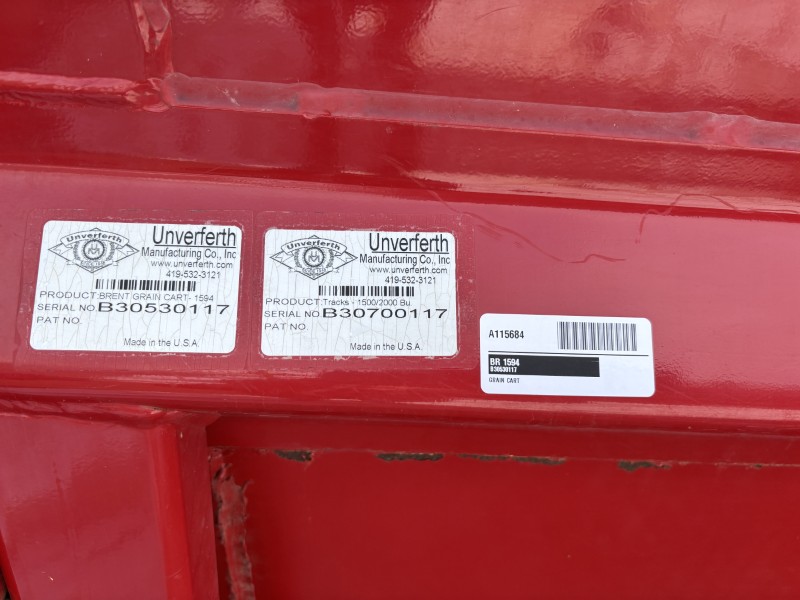 Unverferth
Unverferth
Manufacturing Co., Inc
www.unverferth.com
419-532-3121
PRODUCT: BRENT GRAIN CART- 1594
SERIAL NO. B30530117
PAT NO.
Made in the U.S.A.
Unverferth
Unverferth
Manufacturing Co., Inc
www.unverferth.com
419-532-3121
PRODUCT: Tracks - 1500/2000 Bu.
SERIAL NO. B30700117
PAT NO.
Made in the U.S.A.
A115684
BR 1594
B30530117
GRAIN CART